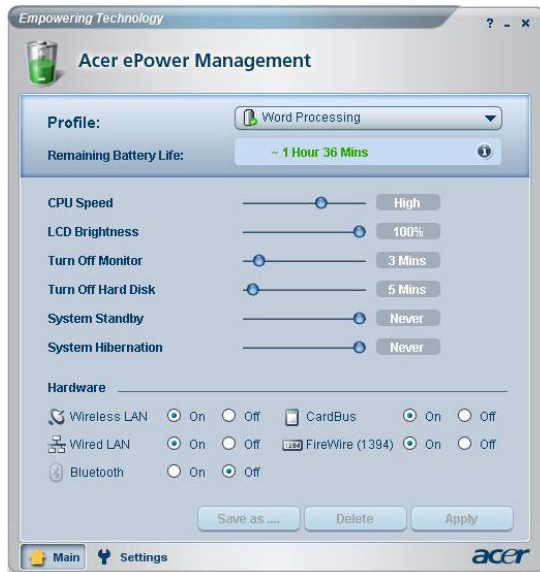 Empowering Technology
? - x
Acer ePower Management
Profile: Word Processing
Remaining Battery Life: ~ 1 Hour 36 Mins
CPU Speed High
LCD Brightness 100%
Turn Off Monitor 3 Mins
Turn Off Hard Disk 5 Mins
System Standby Never
System Hibernation Never
Hardware
Wireless LAN On Off CardBus On Off
Wired LAN On Off 1394 FireWire (1394) On Off
Bluetooth On Off
Save as .... Delete Apply
Main Settings acer